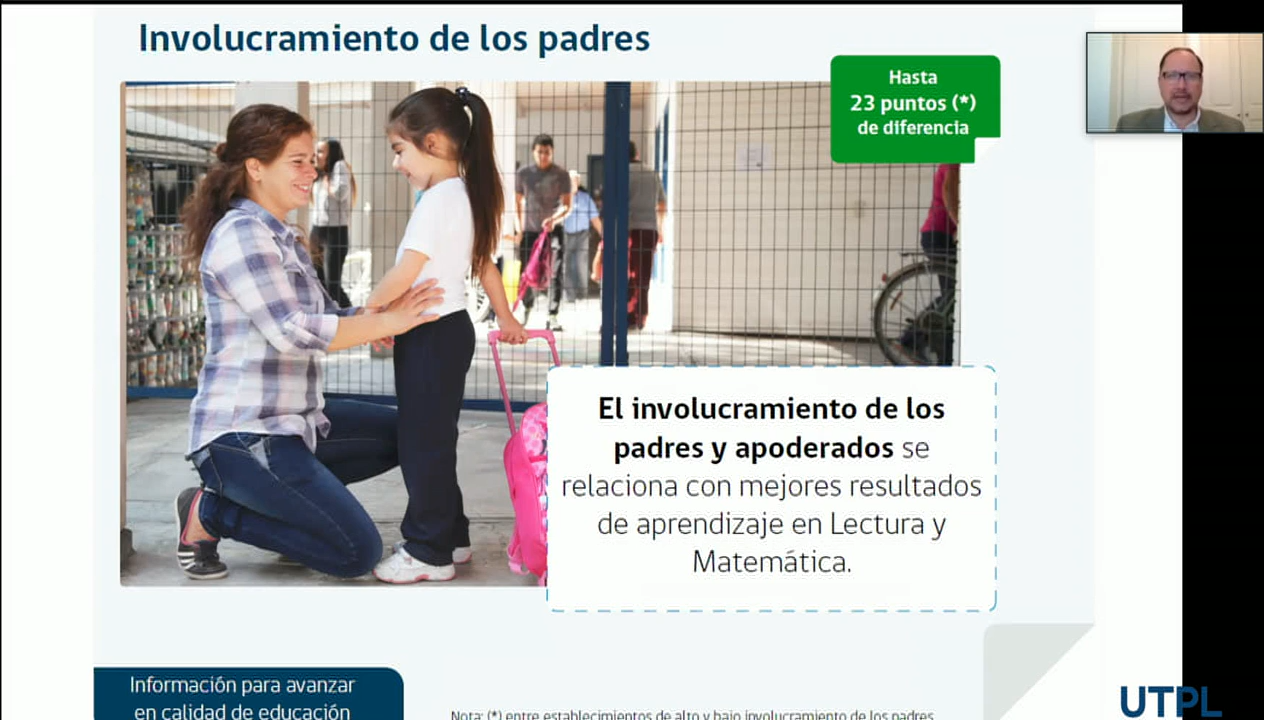 Involucramiento de los padres
Hasta
23 puntos (*)
de diferencia
El involucramiento de los
padres y apoderados se
relaciona con mejores resultados
de aprendizaje en Lectura y
Matemática.
Información para avanzar
en calidad de educación
Nota: (*) entre establecimientos de alto y bajo involucramiento de los padres
UTPL